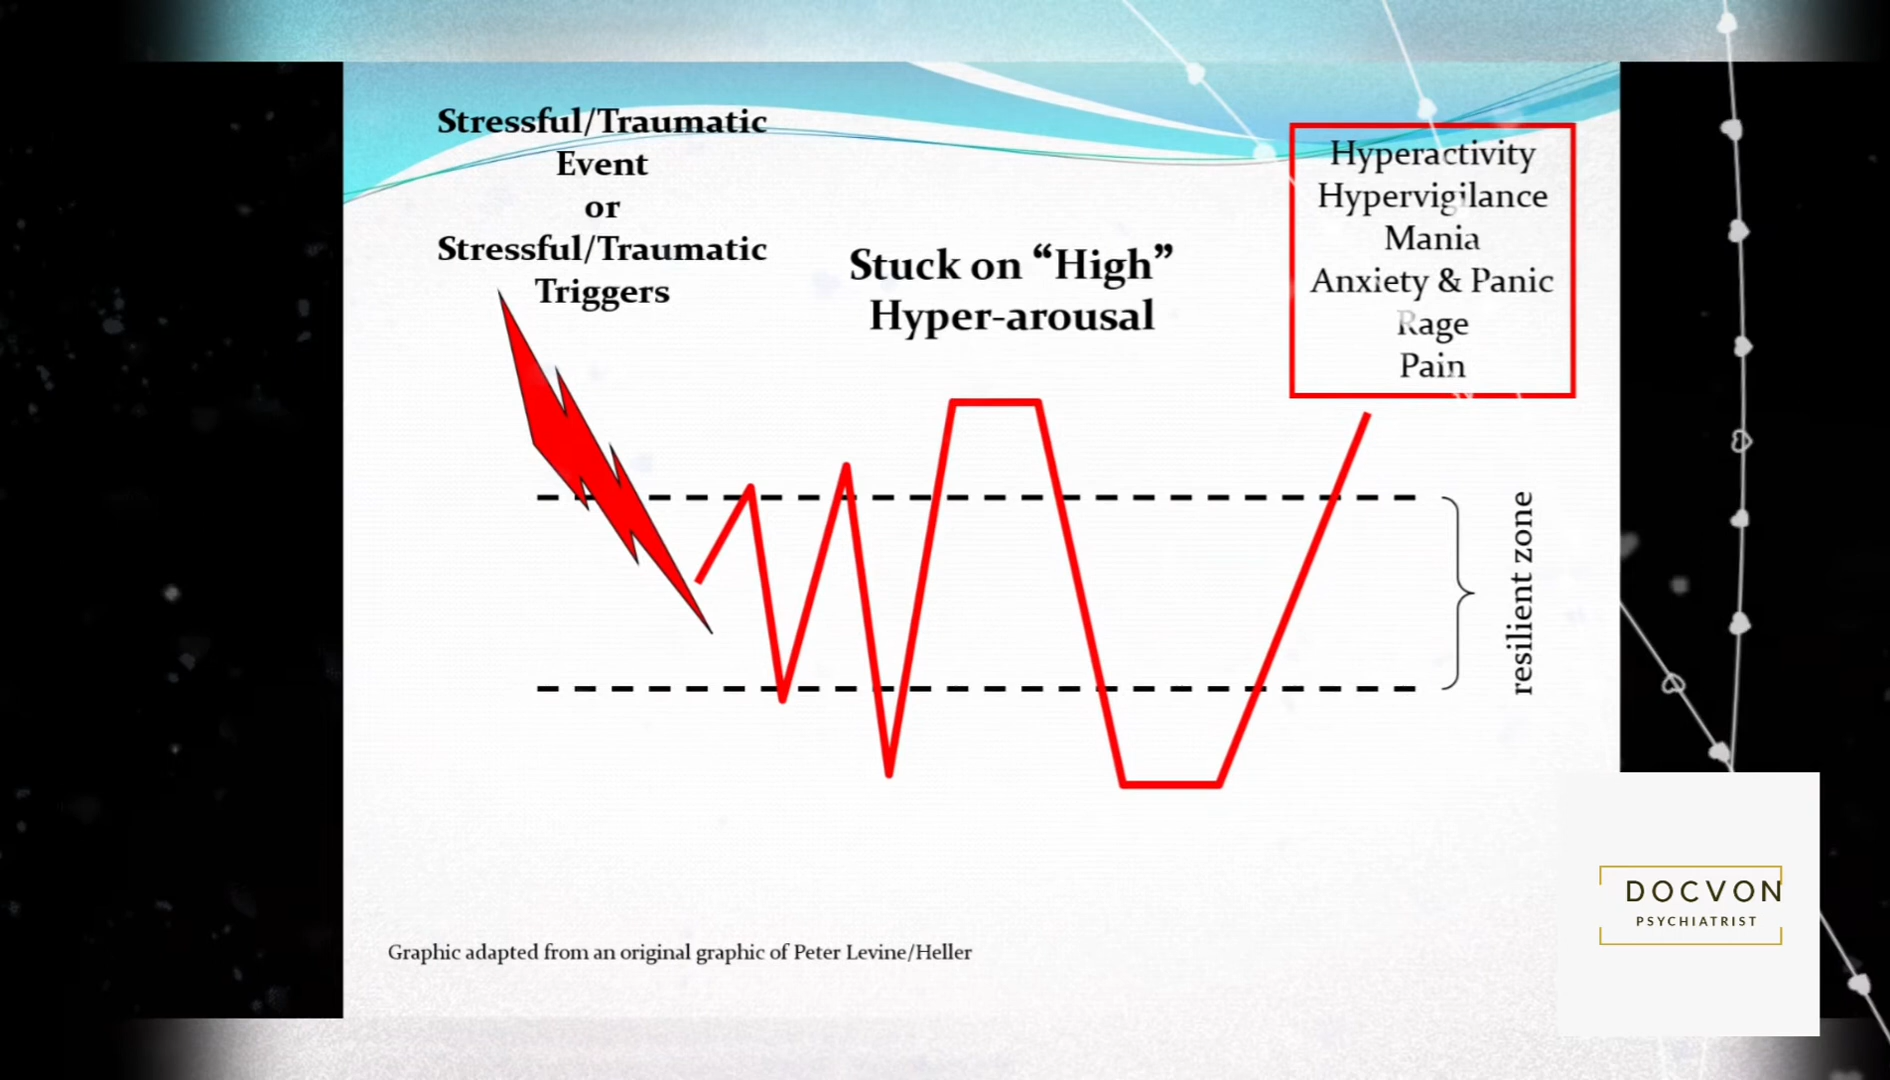 Stressful/Traumatic
Event
or
Stressful/Traumatic
Triggers
Stuck on “High”
Hyper-arousal
Hyperactivity
Hypervigilance
Mania
Anxiety & Panic
Rage
Pain
resilient zone
Graphic adapted from an original graphic of Peter Levine/Heller
DOCVON
PSYCHIATRIST